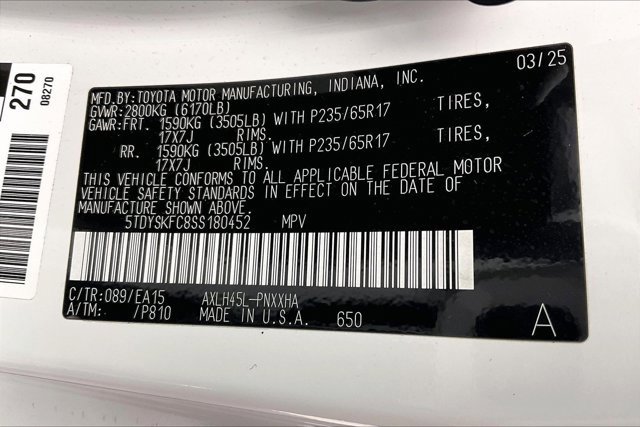 270
08270
03/25
MFD.BY:TOYOTA MOTOR MANUFACTURING, INDIANA, INC.
GVWR:2800KG (6170LB)
GAWR:FRT. 1590KG (3505LB) WITH P235/65R17 TIRES,
17X7J RIMS.
RR. 1590KG (3505LB) WITH P235/65R17 TIRES,
17X7J RIMS.
THIS VEHICLE CONFORMS TO ALL APPLICABLE FEDERAL MOTOR
VEHICLE SAFETY STANDARDS IN EFFECT ON THE DATE OF
MANUFACTURE SHOWN ABOVE.
5TDYSKFC8SS180452 MPV
C/TR:089/EA15 AXLH45L-PNXXHA
A/TM: /P810 MADE IN U.S.A. 650
A